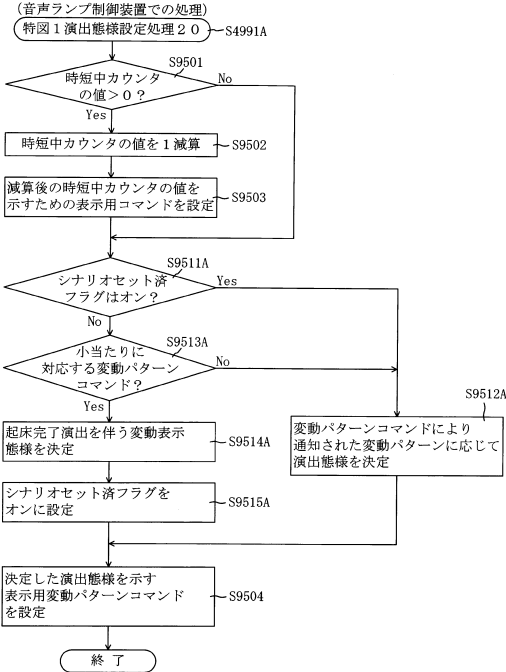 (音声ランプ制御装置での処理)
特図1演出態様設定処理20
S4991A
S9501
時短中カウンタ
の値>0?
No
Yes
時短中カウンタの値を1減算
S9502
減算後の時短中カウンタの値を
示すための表示用コマンドを設定
S9503
S9511A
シナリオセット済
フラグはオン?
Yes
No
S9513A
小当たりに
対応する変動パターン
コマンド?
No
Yes
S9512A
変動パターンコマンドにより
通知された変動パターンに応じて
演出態様を決定
起床完了演出を伴う変動表示
態様を決定
S9514A
シナリオセット済フラグを
オンに設定
S9515A
決定した演出態様を示す
表示用変動パターンコマンド
を設定
S9504
終了